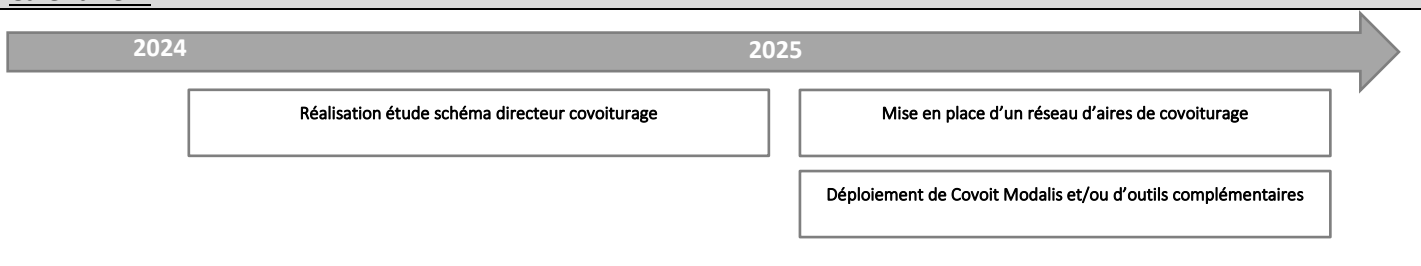 2024 2025
Réalisation étude schéma directeur covoiturage
Mise en place d’un réseau d’aires de covoiturage
Déploiement de Covoit Modalis et/ou d’outils complémentaires